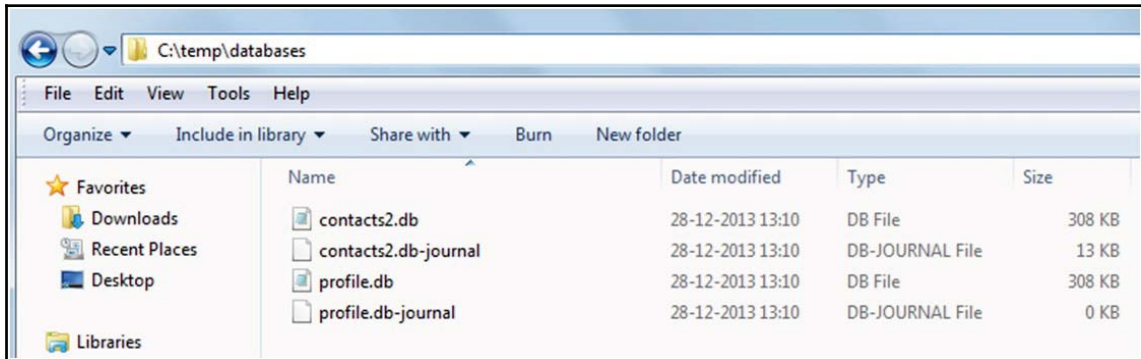 C:\temp\databases
File Edit View Tools Help
Organize Include in library Share with Burn New folder
Favorites
Downloads
Recent Places
Desktop
Libraries
Name Date modified Type Size
contacts2.db 28-12-2013 13:10 DB File 308 KB
contacts2.db-journal 28-12-2013 13:10 DB-JOURNAL File 13 KB
profile.db 28-12-2013 13:10 DB File 308 KB
profile.db-journal 28-12-2013 13:10 DB-JOURNAL File 0 KB